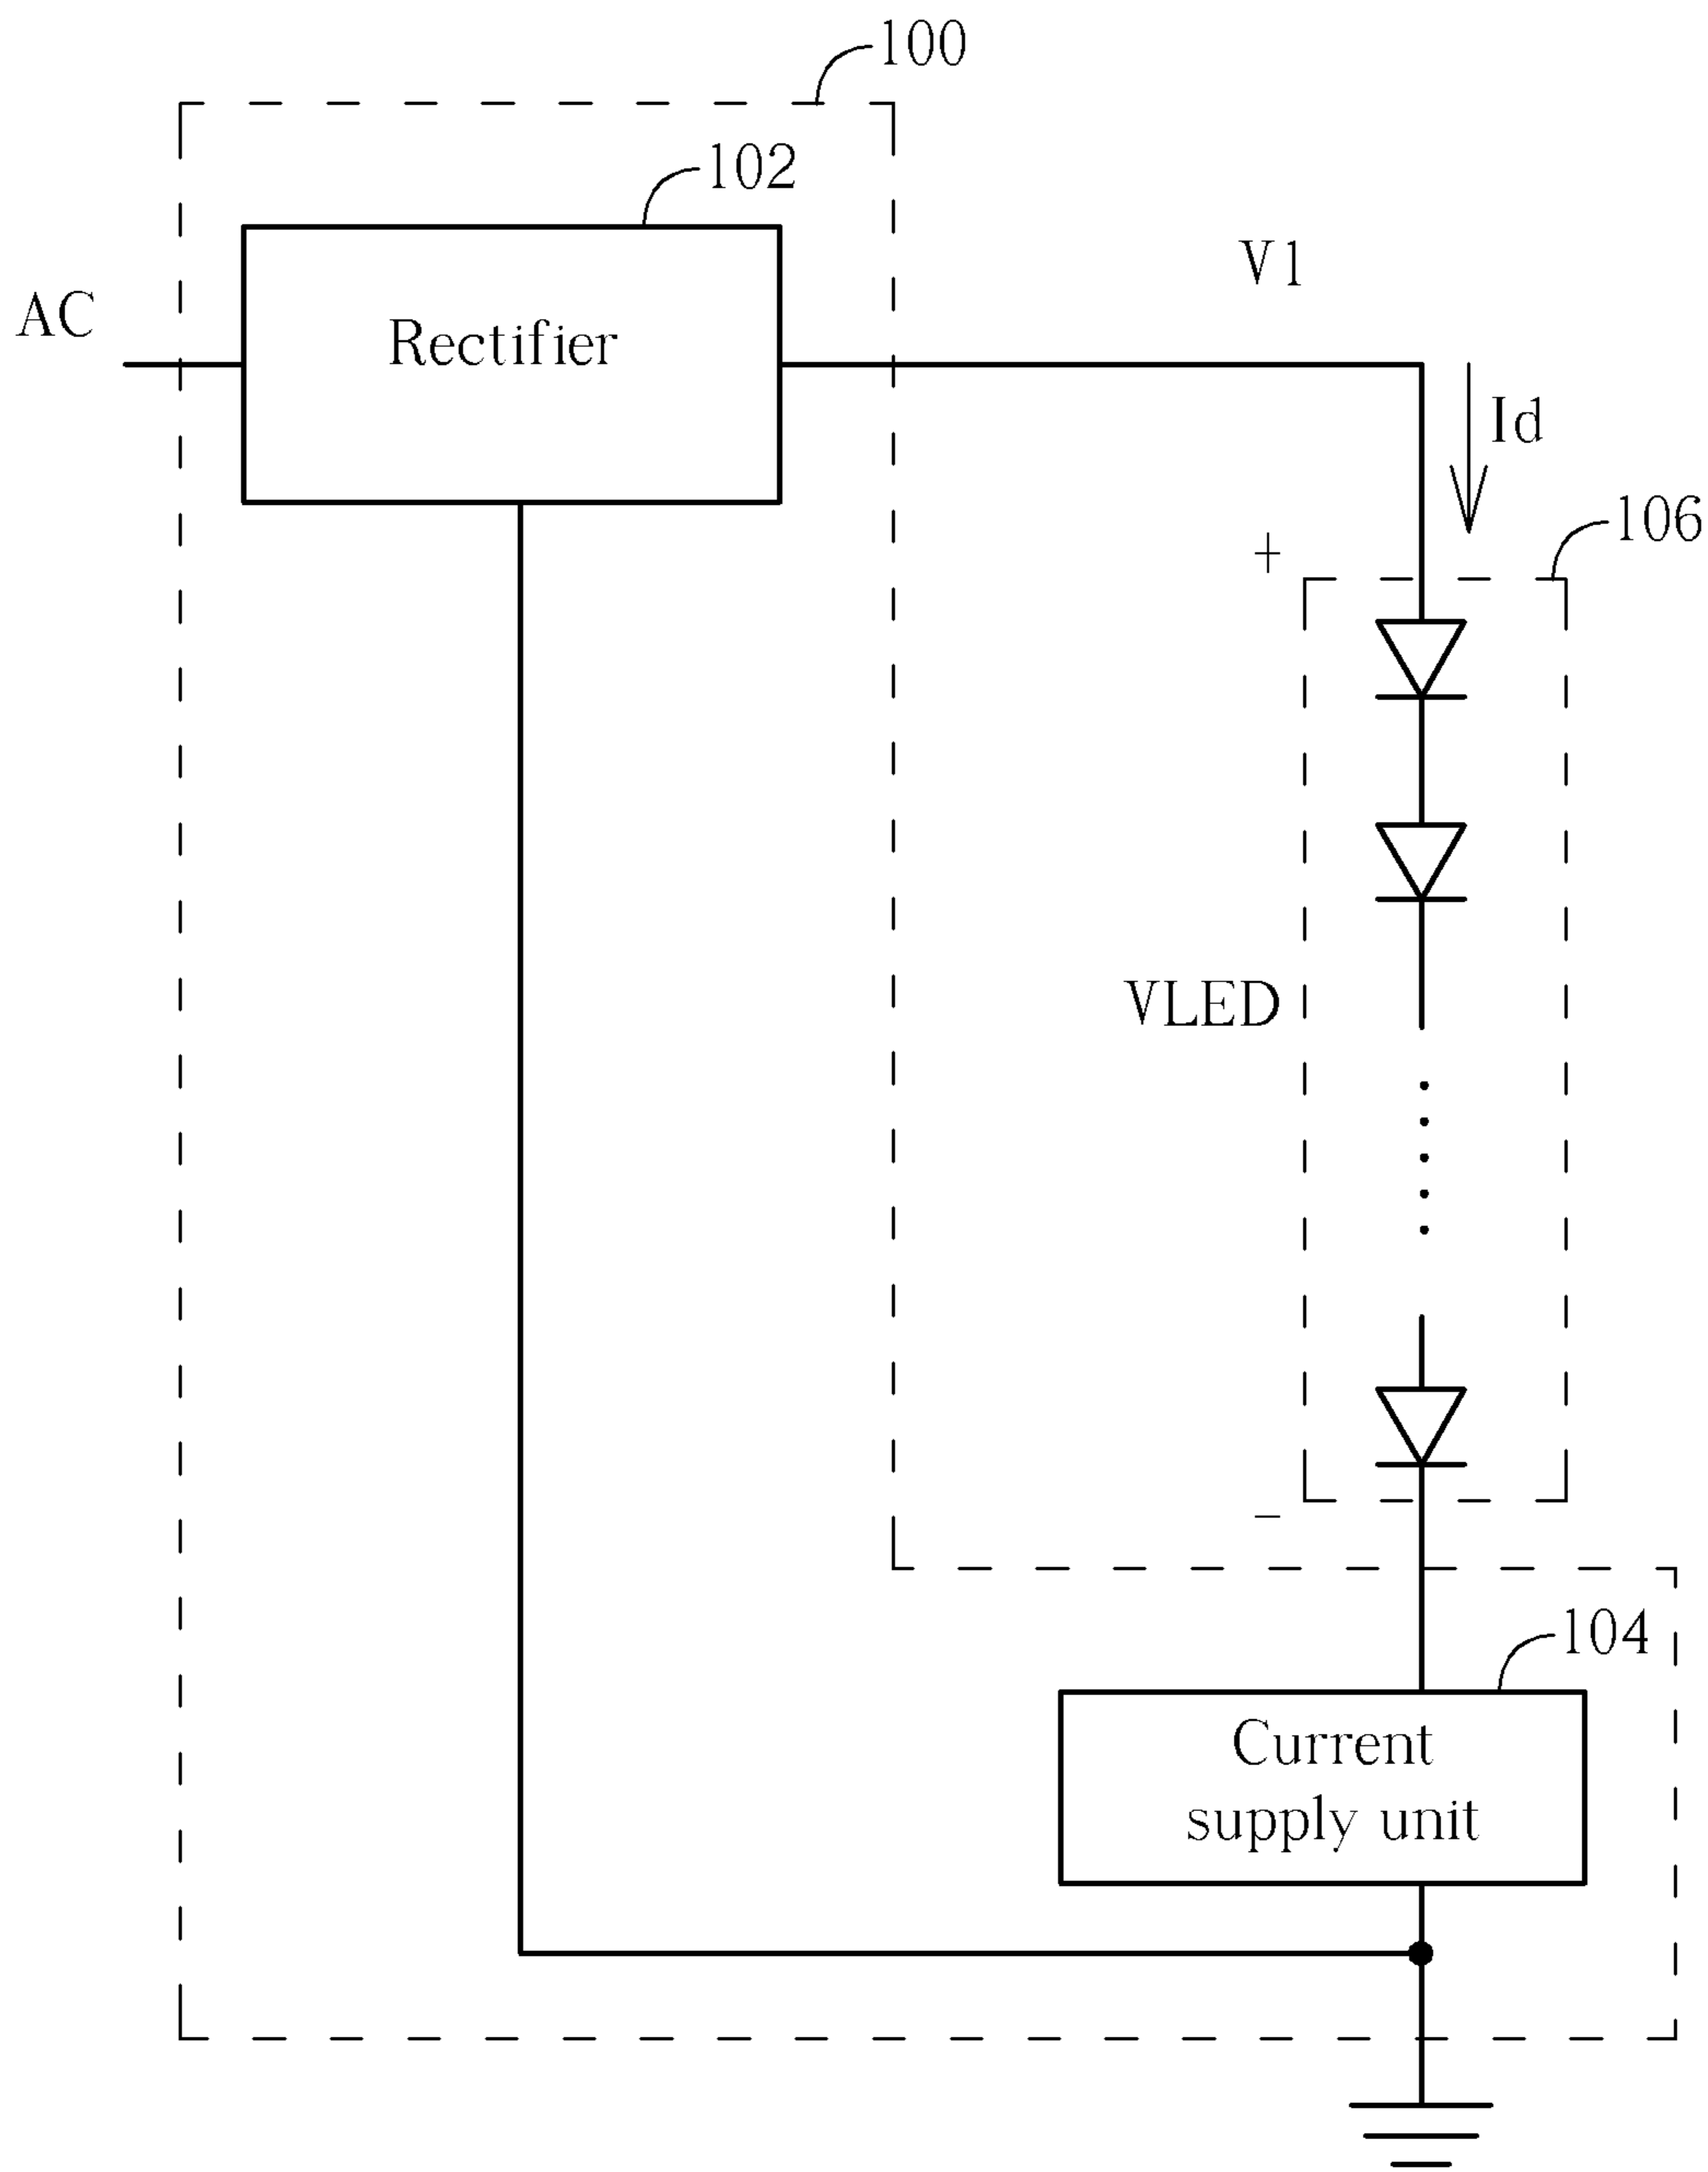 100
102
V1
AC
Rectifier
Id
106
+
VLED
−
104
Current
supply unit